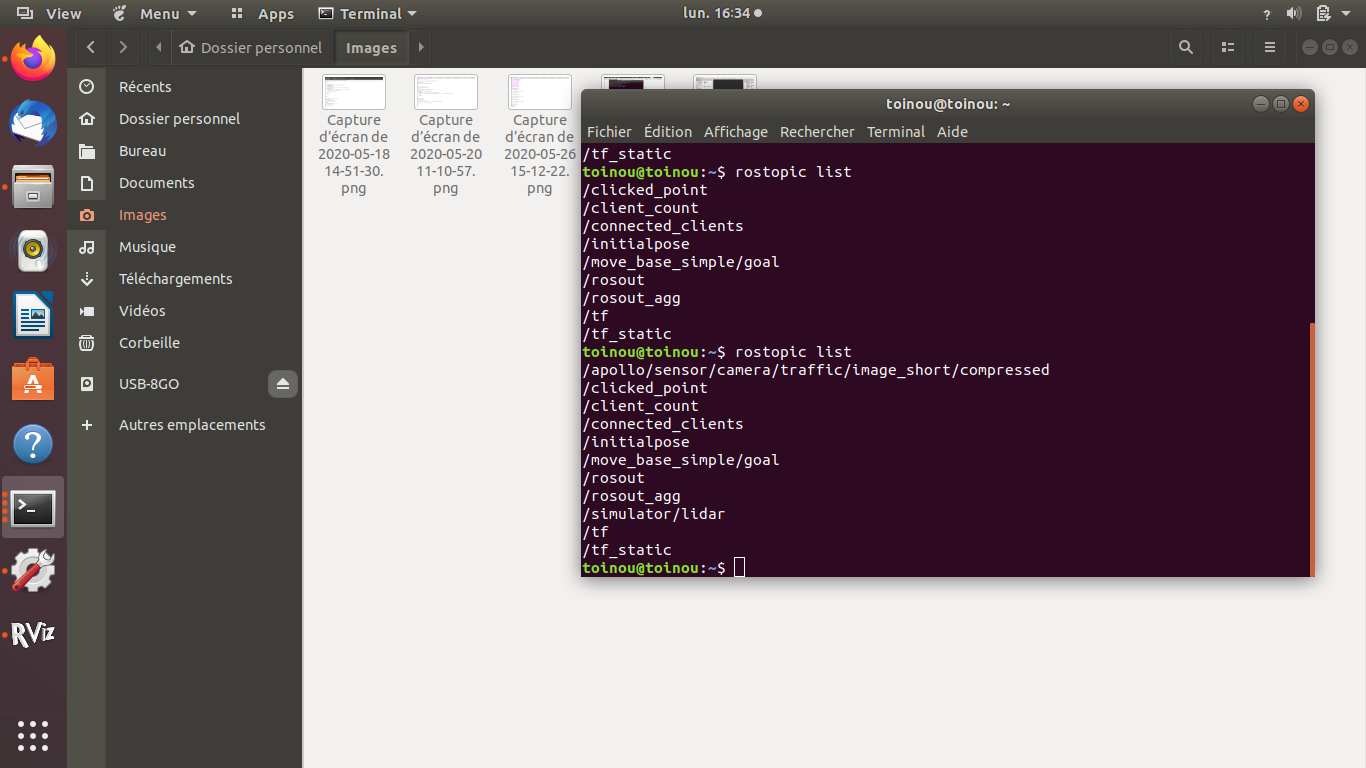 View
Menu
Apps
Terminal
lun. 16:34
?
Dossier personnel
Images
Récents
Dossier personnel
Bureau
Documents
Images
Musique
Téléchargements
Vidéos
Corbeille
USB-8GO
Autres emplacements
Capture
d'écran de
2020-05-18
14-51-30.
png
Capture
d'écran de
2020-05-20
11-10-57.
png
Capture
d'écran de
2020-05-26
15-12-22.
png
toinou@toinou: ~
Fichier Édition Affichage Rechercher Terminal Aide
/tf_static
toinou@toinou:~$ rostopic list
/clicked_point
/client_count
/connected_clients
/initialpose
/move_base_simple/goal
/rosout
/rosout_agg
/tf
/tf_static
toinou@toinou:~$ rostopic list
/apollo/sensor/camera/traffic/image_short/compressed
/clicked_point
/client_count
/connected_clients
/initialpose
/move_base_simple/goal
/rosout
/rosout_agg
/simulator/lidar
/tf
/tf_static
toinou@toinou:~$
?
>_
RViz